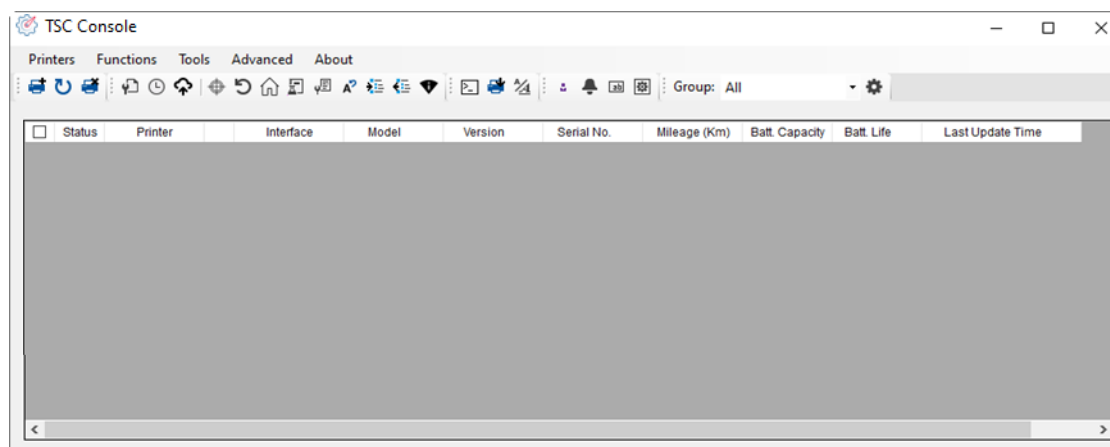 TSC Console
Printers Functions Tools Advanced About
Group: All
Status Printer Interface Model Version Serial No. Mileage (Km) Batt. Capacity Batt. Life Last Update Time